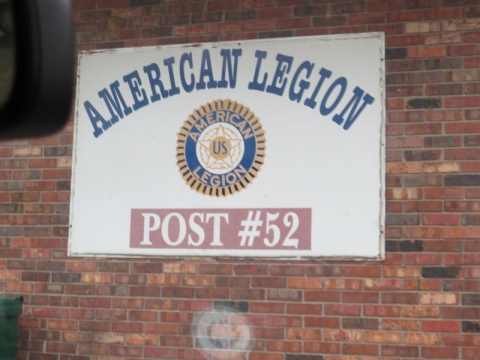 AMERICAN LEGION
AMERICAN
US
LEGION
POST #52